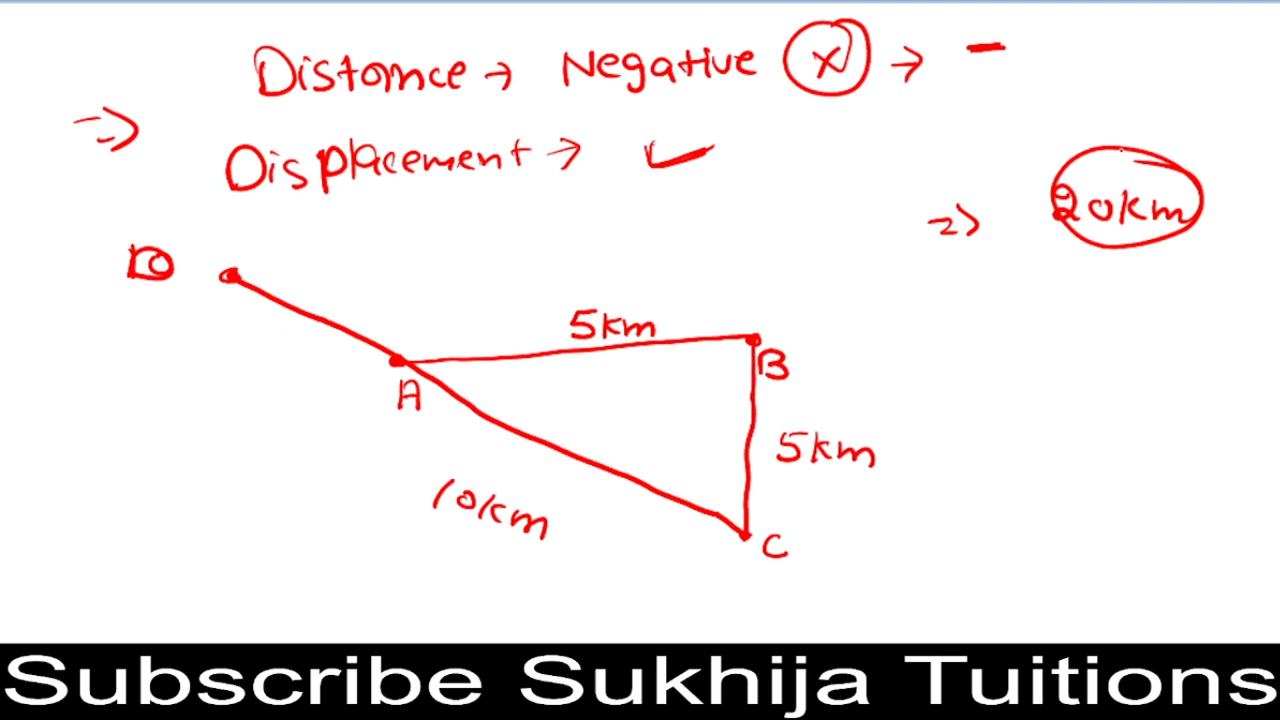 Distance → Negative (x) → -
⇒ Displacement → ✓
⇒ 20km
D
5km
B
A
5km
10km
C
Subscribe Sukhija Tuitions